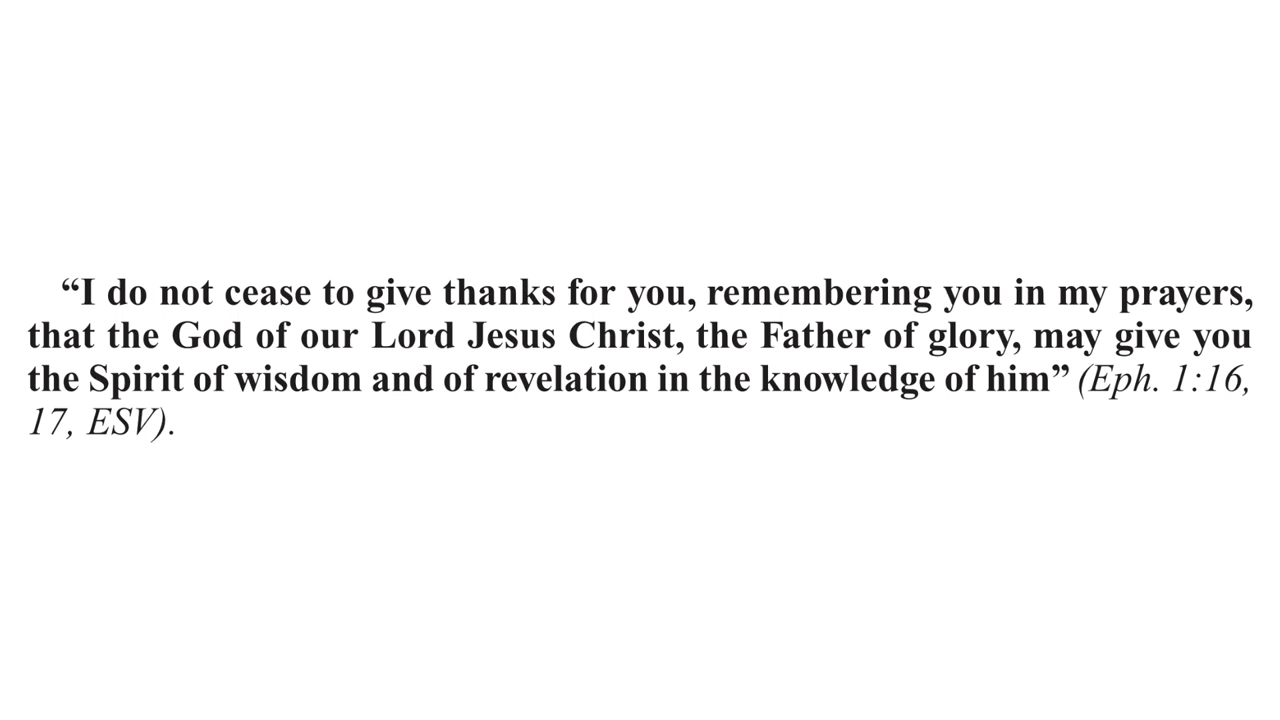 “I do not cease to give thanks for you, remembering you in my prayers,
that the God of our Lord Jesus Christ, the Father of glory, may give you
the Spirit of wisdom and of revelation in the knowledge of him” (Eph. 1:16,
17, ESV).